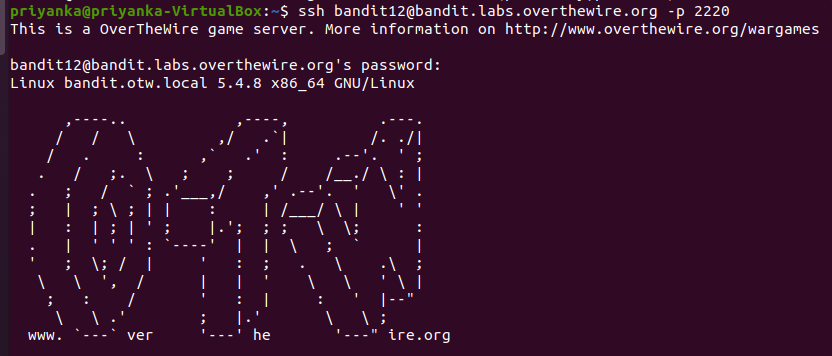 priyanka@priyanka-VirtualBox:~$ ssh bandit12@bandit.labs.overthewire.org -p 2220
This is a OverTheWire game server. More information on http://www.overthewire.org/wargames
bandit12@bandit.labs.overthewire.org's password:
Linux bandit.otw.local 5.4.8 x86_64 GNU/Linux
      ,----..            ,----,          .---.
     /   /   \         ,/   .`|         /. ./|
    /   .     :      ,`   .'  :     .--'.  ' ;
   .   /   ;.  \   ;    ;     /    /__./ \ : |
  .   ;   /  ` ; .'___,/    ,' .--'.  '   \' .
  ;   |  ; \ ; | |    :     | /___/ \ |    ' '
  |   :  | ; | ' ;    |.';  ; ;   \  \;      :
  .   |  ' ' ' : `----'  |  |  \   ;  `      |
  '   ;  \; /  |     '   :  ;   .   \    .\  ;
   \   \  ',  /      |   |  '    \   \   ' \ |
    ;   :    /       '   :  |     :   '  |--"
     \   \ .'        ;   |.'       \   \ ;
  www. `---` ver     '---' he       '---" ire.org